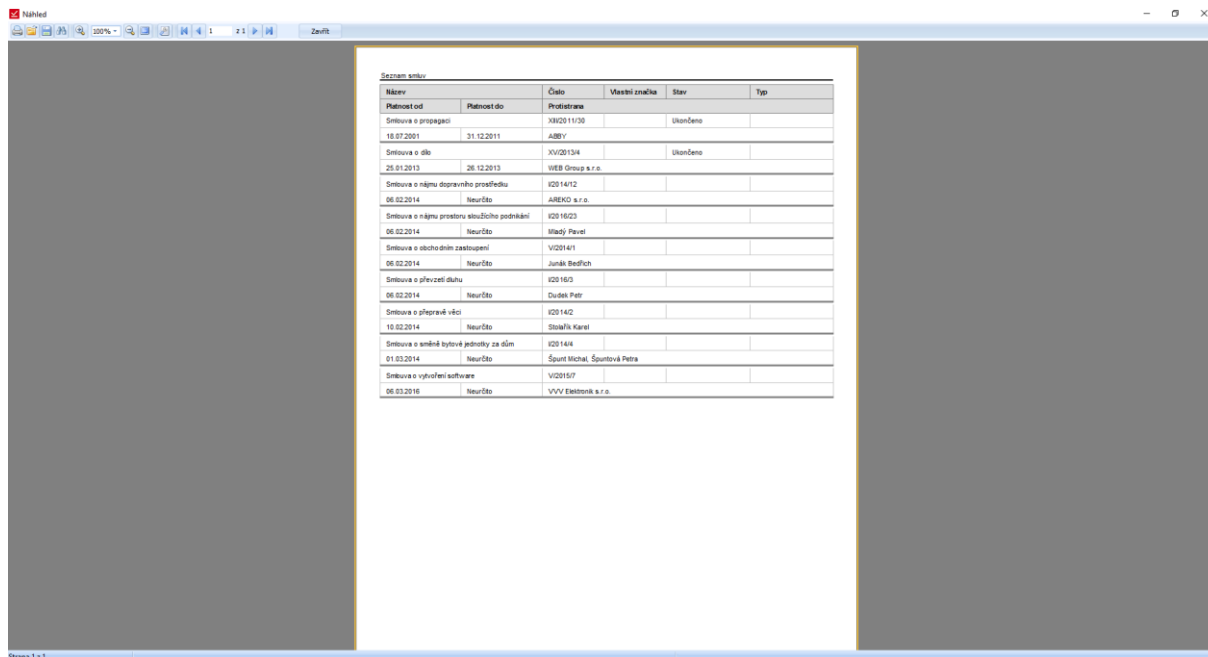 Náhled
100% 1 z 1 Zavřít
Seznam smluv
Název Číslo Vlastní značka Stav Typ
Platnost od Platnost do Protistrana
Smlouva o propagaci XIII/2011/30 Ukončeno
18.07.2001 31.12.2011 ABBY
Smlouva o dílo XV/2013/4 Ukončeno
25.01.2013 26.12.2013 WEB Group s.r.o.
Smlouva o nájmu dopravního prostředku I/2014/12
06.02.2014 Neurčito AREKO s.r.o.
Smlouva o nájmu prostoru sloužícího podnikání I/2016/23
06.02.2014 Neurčito Mladý Pavel
Smlouva o obchodním zastoupení V/2014/1
06.02.2014 Neurčito Junák Bedřich
Smlouva o převzetí dluhu I/2016/3
06.02.2014 Neurčito Dudek Petr
Smlouva o přepravě věci I/2014/2
10.02.2014 Neurčito Stolařík Karel
Smlouva o směně bytové jednotky za dům I/2014/4
01.03.2014 Neurčito Špunt Michal, Špuntová Petra
Smlouva o vytvoření software V/2015/7
06.03.2016 Neurčito VVV Elektronik s.r.o.
Strana 1 z 1